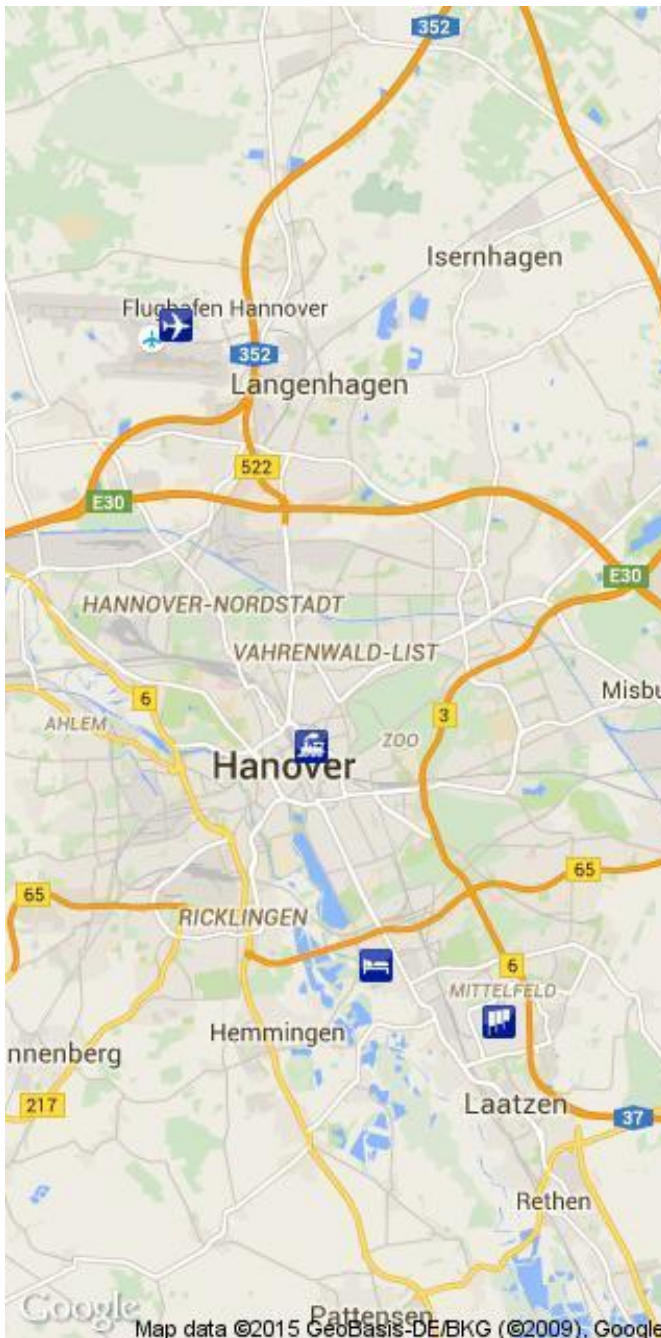 352
Isernhagen
Flughafen Hannover
352
Langenhagen
522
E30
E30
HANNOVER-NORDSTADT
VAHRENWALD-LIST
Misbu
6
3
AHLEM
ZOO
Hanover
65
65
RICKLINGEN
6
MITTELFELD
Hemmingen
nnenberg
217
Laatzen
37
Rethen
Google
Pattensen
Map data ©2015 GeoBasis-DE/BKG (©2009), Google